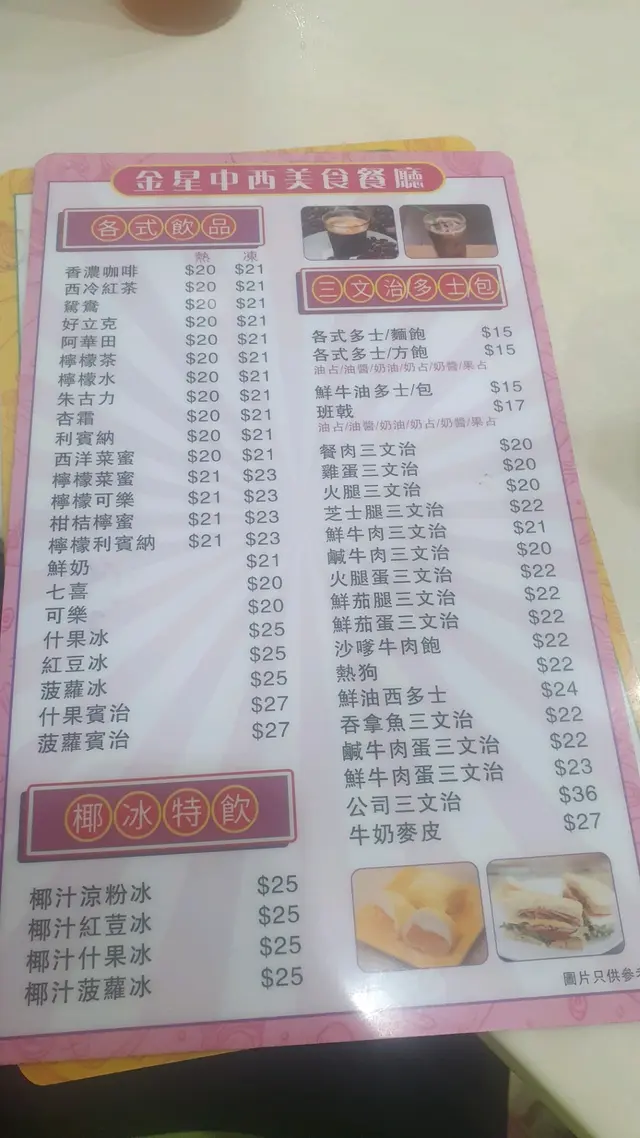 金星中西美食餐廳
各式飲品
熱 凍
香濃咖啡 $20 $21
西冷紅茶 $20 $21
鴛鴦 $20 $21
好立克 $20 $21
阿華田 $20 $21
檸檬茶 $20 $21
檸檬水 $20 $21
朱古力 $20 $21
杏霜 $20 $21
利賓納 $20 $21
西洋菜蜜 $20 $21
檸檬菜蜜 $21 $23
檸檬可樂 $21 $23
柑桔檸蜜 $21 $23
檸檬利賓納 $21 $23
鮮奶 $21
七喜 $20
可樂 $20
什果冰 $25
紅豆冰 $25
菠蘿冰 $25
什果賓治 $27
菠蘿賓治 $27
椰冰特飲
椰汁涼粉冰 $25
椰汁紅荳冰 $25
椰汁什果冰 $25
椰汁菠蘿冰 $25
三文治多士包
各式多士/麵飽 $15
各式多士/方飽 $15
油占/油醬/奶油/奶占/奶醬/果占
鮮牛油多士/包 $15
班戟 $17
油占/油醬/奶油/奶占/奶醬/果占
餐肉三文治 $20
雞蛋三文治 $20
火腿三文治 $20
芝士腿三文治 $22
鮮牛肉三文治 $21
鹹牛肉三文治 $20
火腿蛋三文治 $22
鮮茄腿三文治 $22
鮮茄蛋三文治 $22
沙嗲牛肉飽 $22
熱狗 $22
鮮油西多士 $24
吞拿魚三文治 $22
鹹牛肉蛋三文治 $22
鮮牛肉蛋三文治 $23
公司三文治 $36
牛奶麥皮 $27
圖片只供參考